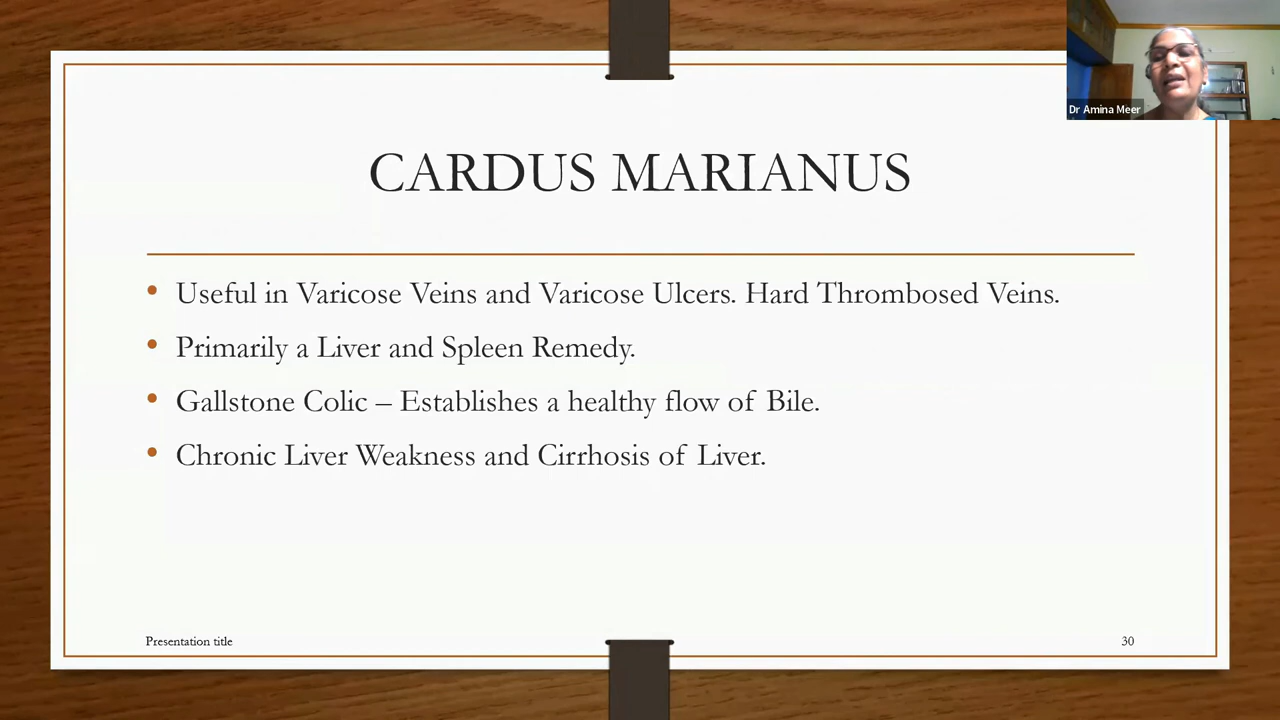 Dr Amina Meer
CARDUS MARIANUS
• Useful in Varicose Veins and Varicose Ulcers. Hard Thrombosed Veins.
• Primarily a Liver and Spleen Remedy.
• Gallstone Colic – Establishes a healthy flow of Bile.
• Chronic Liver Weakness and Cirrhosis of Liver.
Presentation title
30